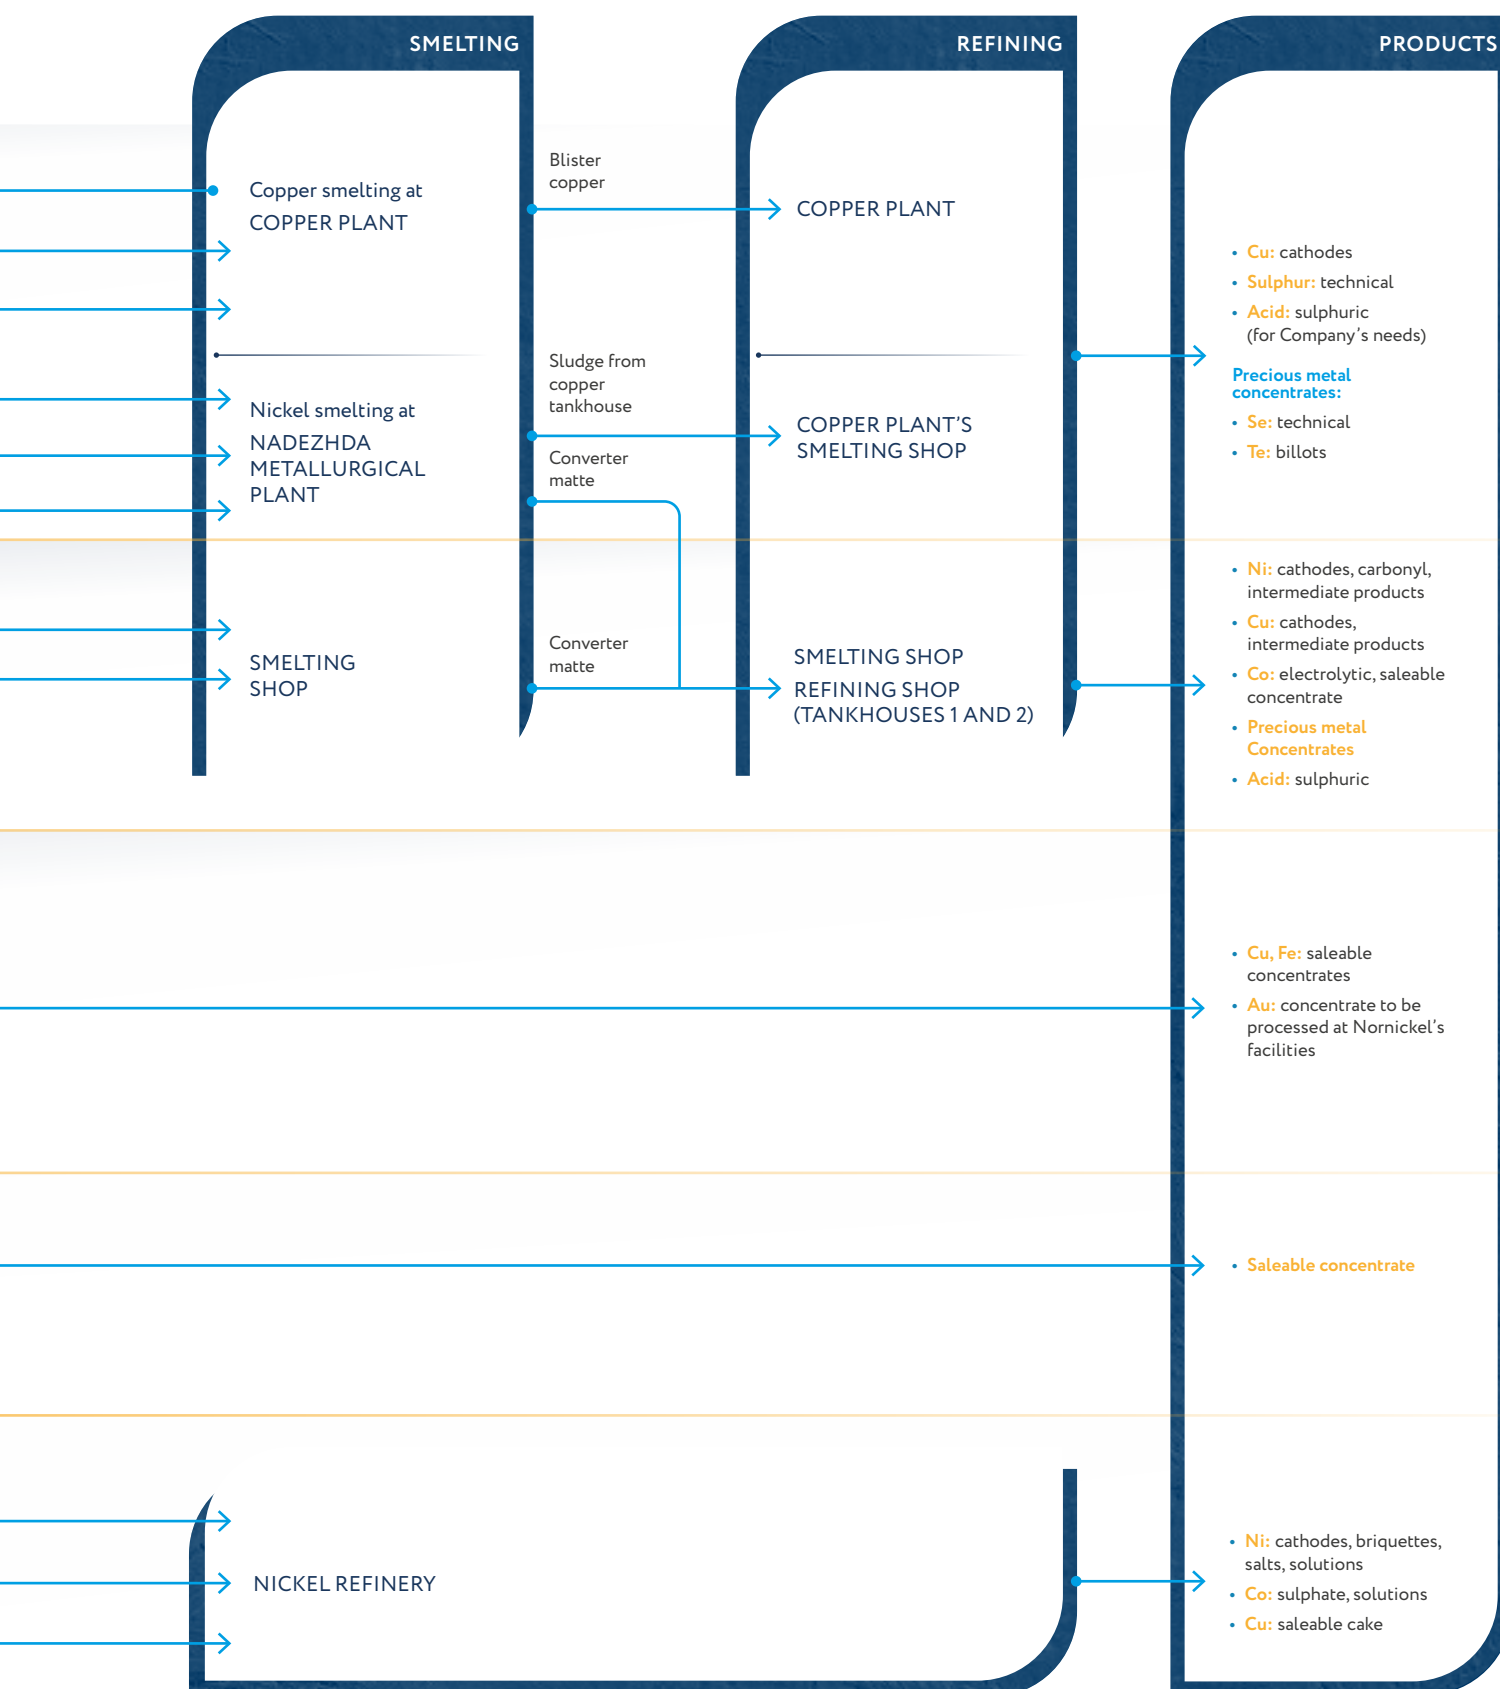 SMELTING
REFINING
PRODUCTS
Copper smelting at
COPPER PLANT
Blister
copper
COPPER PLANT
• Cu: cathodes
• Sulphur: technical
• Acid: sulphuric
(for Company’s needs)
Precious metal
concentrates:
• Se: technical
• Te: billots
Nickel smelting at
NADEZHDA
METALLURGICAL
PLANT
Sludge from
copper
tankhouse
Converter
matte
COPPER PLANT’S
SMELTING SHOP
SMELTING
SHOP
Converter
matte
SMELTING SHOP
REFINING SHOP
(TANKHOUSES 1 AND 2)
• Ni: cathodes, carbonyl,
intermediate products
• Cu: cathodes,
intermediate products
• Co: electrolytic, saleable
concentrate
• Precious metal
Concentrates
• Acid: sulphuric
• Cu, Fe: saleable
concentrates
• Au: concentrate to be
processed at Nornickel’s
facilities
• Saleable concentrate
NICKEL REFINERY
• Ni: cathodes, briquettes,
salts, solutions
• Co: sulphate, solutions
• Cu: saleable cake